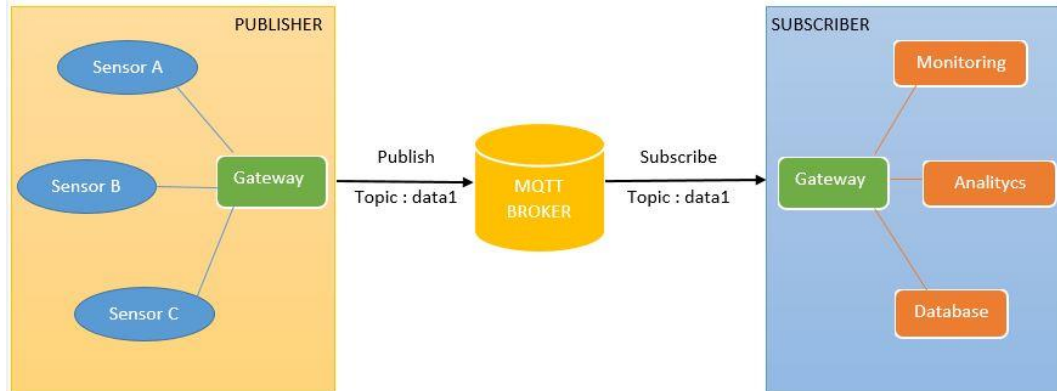 PUBLISHER
Sensor A
Sensor B
Sensor C
Gateway
Publish
Topic : data1
MQTT
BROKER
Subscribe
Topic : data1
SUBSCRIBER
Gateway
Monitoring
Analitycs
Database